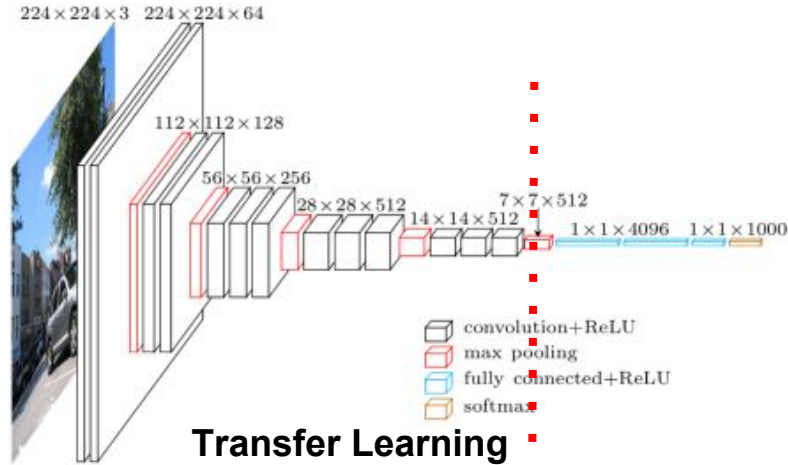 224×224×3
224×224×64
112×112×128
56×56×256
28×28×512
14×14×512
7×7×512
1×1×4096
1×1×1000
convolution+ReLU
max pooling
fully connected+ReLU
softmax
Transfer Learning